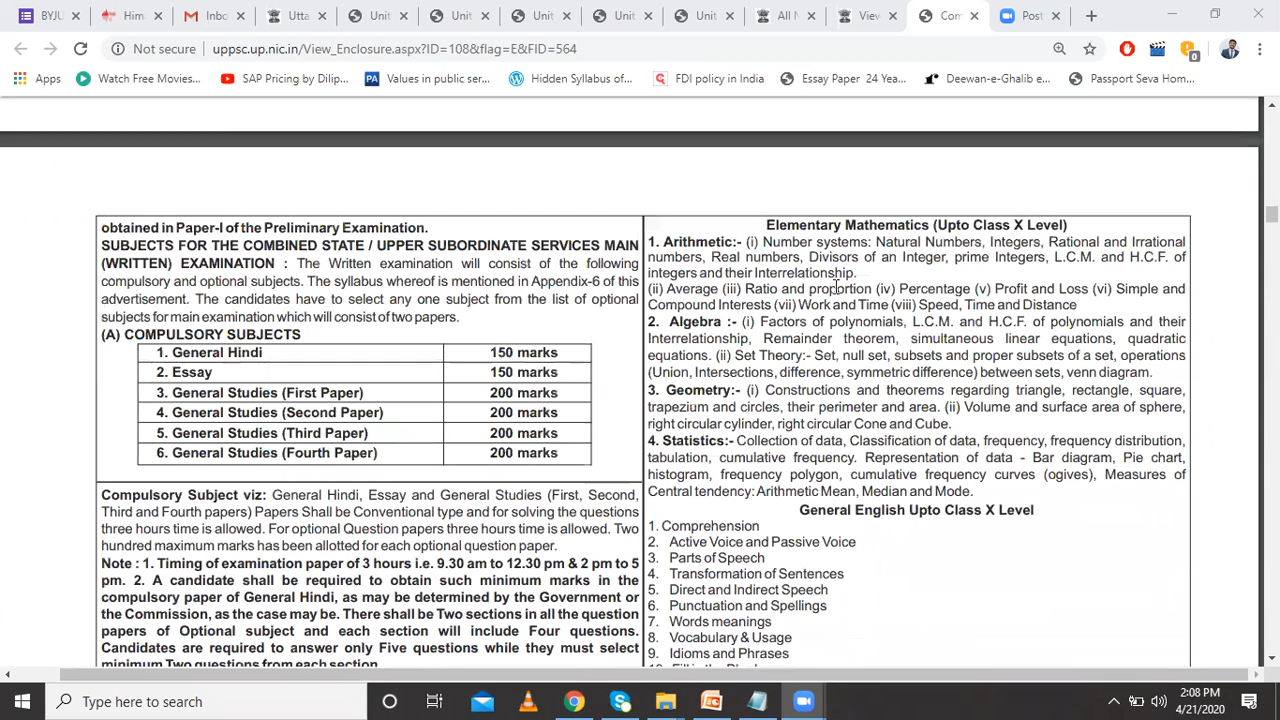 BYJU
Him
Inbo
Utta
Unit
Unit
Unit
Unit
Unit
All N
View
Com
Post
Not secure
uppsc.up.nic.in/View_Enclosure.aspx?ID=108&flag=E&FID=564
Apps
Watch Free Movies...
SAP Pricing by Dilip...
Values in public ser...
Hidden Syllabus of...
FDI policy in India
Essay Paper 24 Yea...
Deewan-e-Ghalib e...
Passport Seva Hom...
obtained in Paper-I of the Preliminary Examination.
SUBJECTS FOR THE COMBINED STATE / UPPER SUBORDINATE SERVICES MAIN
(WRITTEN) EXAMINATION : The Written examination will consist of the following
compulsory and optional subjects. The syllabus whereof is mentioned in Appendix-6 of this
advertisement. The candidates have to select any one subject from the list of optional
subjects for main examination which will consist of two papers.
(A) COMPULSORY SUBJECTS
1. General Hindi 150 marks
2. Essay 150 marks
3. General Studies (First Paper) 200 marks
4. General Studies (Second Paper) 200 marks
5. General Studies (Third Paper) 200 marks
6. General Studies (Fourth Paper) 200 marks
Compulsory Subject viz: General Hindi, Essay and General Studies (First, Second,
Third and Fourth papers) Papers Shall be Conventional type and for solving the questions
three hours time is allowed. For optional Question papers three hours time is allowed. Two
hundred maximum marks has been allotted for each optional question paper.
Note : 1. Timing of examination paper of 3 hours i.e. 9.30 am to 12.30 pm & 2 pm to 5
pm. 2. A candidate shall be required to obtain such minimum marks in the
compulsory paper of General Hindi, as may be determined by the Government or
the Commission, as the case may be. There shall be Two sections in all the question
papers of Optional subject and each section will include Four questions.
Candidates are required to answer only Five questions while they must select
minimum Two questions from each section.
Elementary Mathematics (Upto Class X Level)
1. Arithmetic:- (i) Number systems: Natural Numbers, Integers, Rational and Irrational
numbers, Real numbers, Divisors of an Integer, prime Integers, L.C.M. and H.C.F. of
integers and their Interrelationship.
(ii) Average (iii) Ratio and proportion (iv) Percentage (v) Profit and Loss (vi) Simple and
Compound Interests (vii) Work and Time (viii) Speed, Time and Distance
2. Algebra :- (i) Factors of polynomials, L.C.M. and H.C.F. of polynomials and their
Interrelationship, Remainder theorem, simultaneous linear equations, quadratic
equations. (ii) Set Theory:- Set, null set, subsets and proper subsets of a set, operations
(Union, Intersections, difference, symmetric difference) between sets, venn diagram.
3. Geometry:- (i) Constructions and theorems regarding triangle, rectangle, square,
trapezium and circles, their perimeter and area. (ii) Volume and surface area of sphere,
right circular cylinder, right circular Cone and Cube.
4. Statistics:- Collection of data, Classification of data, frequency, frequency distribution,
tabulation, cumulative frequency. Representation of data - Bar diagram, Pie chart,
histogram, frequency polygon, cumulative frequency curves (ogives), Measures of
Central tendency: Arithmetic Mean, Median and Mode.
General English Upto Class X Level
1. Comprehension
2. Active Voice and Passive Voice
3. Parts of Speech
4. Transformation of Sentences
5. Direct and Indirect Speech
6. Punctuation and Spellings
7. Words meanings
8. Vocabulary & Usage
9. Idioms and Phrases
Type here to search
2:08 PM
4/21/2020